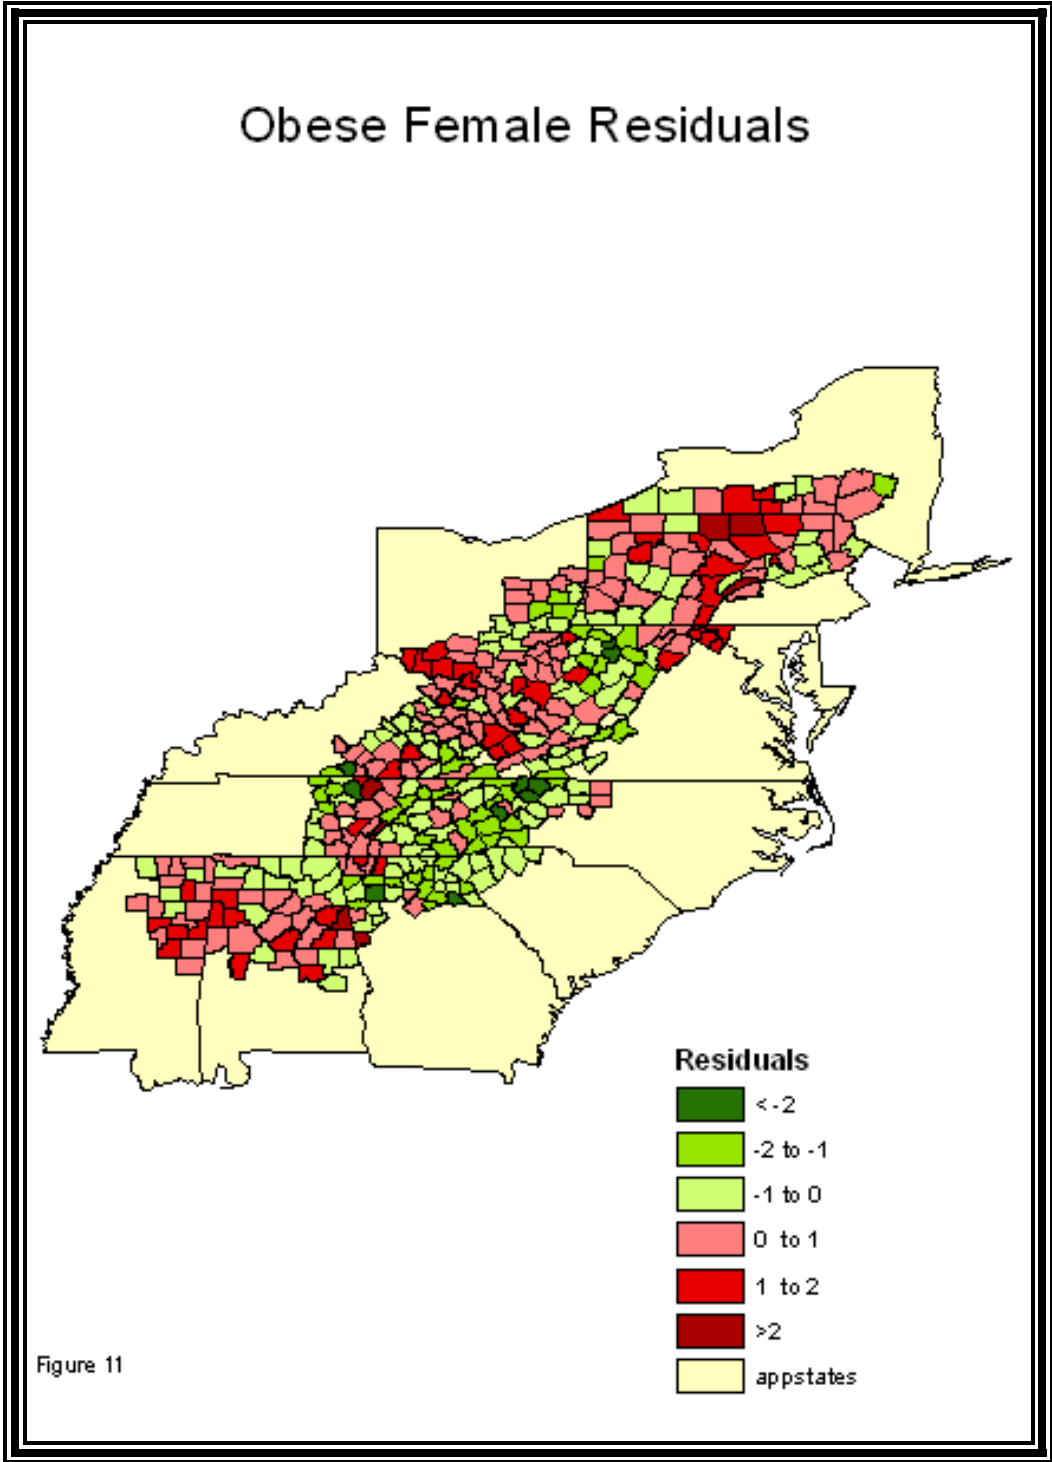 Obese Female Residuals
Residuals
< -2
-2 to -1
-1 to 0
0 to 1
1 to 2
>2
appstates
Figure 11